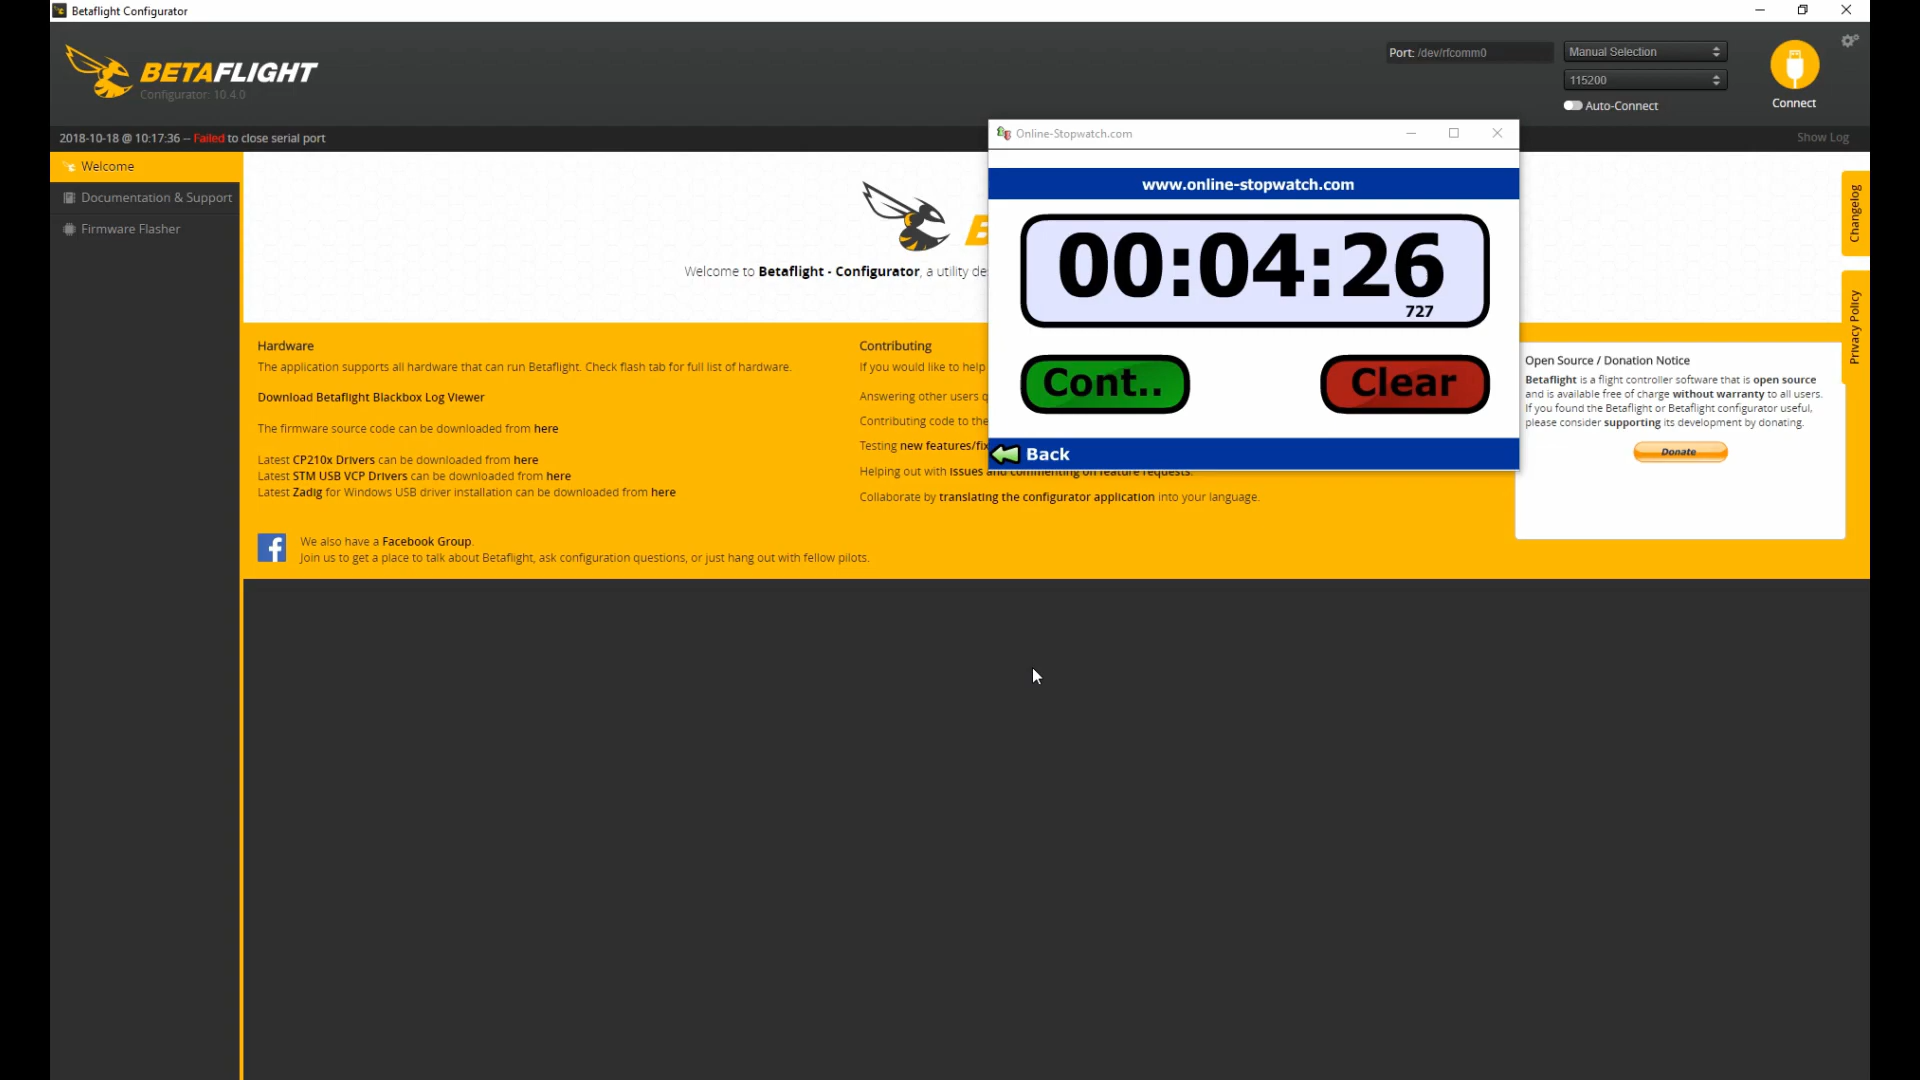 Betaflight Configurator
BETAFLIGHT
Configurator: 10.4.0
Port: /dev/rfcomm0
Manual Selection
115200
Auto-Connect
Connect
2018-10-18 @ 10:17:36 -- Failed to close serial port
Show Log
Welcome
Documentation & Support
Firmware Flasher
Welcome to Betaflight - Configurator, a utility de
Hardware
The application supports all hardware that can run Betaflight. Check flash tab for full list of hardware.
Download Betaflight Blackbox Log Viewer
The firmware source code can be downloaded from here
Latest CP210x Drivers can be downloaded from here
Latest STM USB VCP Drivers can be downloaded from here
Latest Zadig for Windows USB driver installation can be downloaded from here
We also have a Facebook Group.
Join us to get a place to talk about Betaflight, ask configuration questions, or just hang out with fellow pilots.
Contributing
If you would like to help
Answering other users q
Contributing code to the
Testing new features/fix
Helping out with issues and commenting on feature requests.
Collaborate by translating the configurator application into your language.
Online-Stopwatch.com
www.online-stopwatch.com
00:04:26
727
Cont..
Clear
Back
Open Source / Donation Notice
Betaflight is a flight controller software that is open source
and is available free of charge without warranty to all users.
If you found the Betaflight or Betaflight configurator useful,
please consider supporting its development by donating.
Donate
Changelog
Privacy Policy